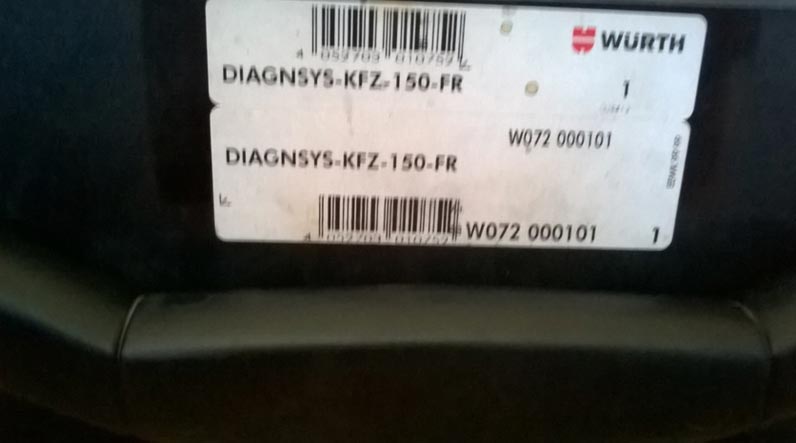 WÜRTH
DIAGNSYS-KFZ-150-FR
1
W072 000101
DIAGNSYS-KFZ-150-FR
W072 000101 1